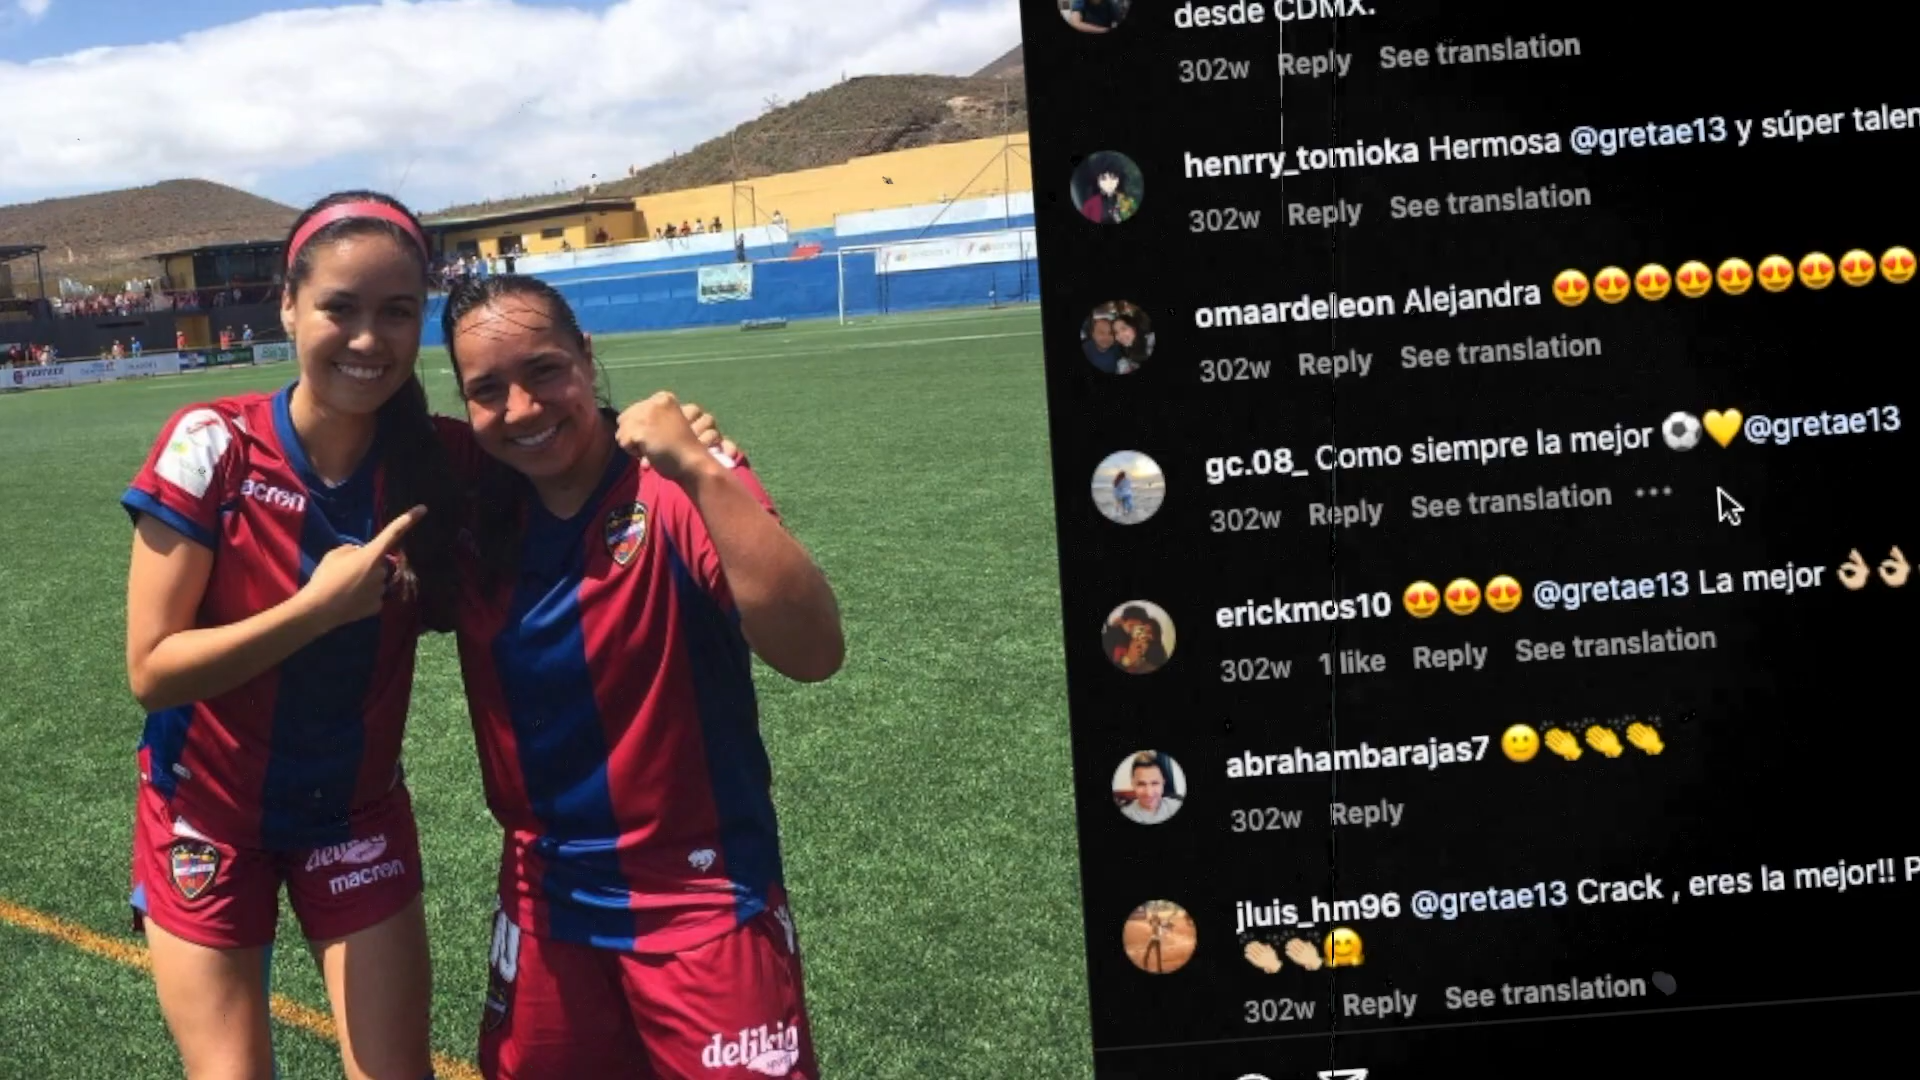 desde CDMX.
302w Reply See translation
henrry_tomioka Hermosa @gretae13 y súper
302w Reply See translation
omaardeleon Alejandra 😍😍😍😍😍😍😍😍😍
302w Reply See translation
gc.08_ Como siempre la mejor ⚽💛@gretae13
302w Reply See translation •••
erickmos10 😍😍😍 @gretae13 La mejor 👌🏻👌🏻
302w 1 like Reply See translation
abrahambarajas7 🙂👏👏👏
302w Reply
jluis_hm96 @gretae13 Crack , eres la mejor!!
👏🏻👏🏻🤗
302w Reply See translation
macron
macron
delikia